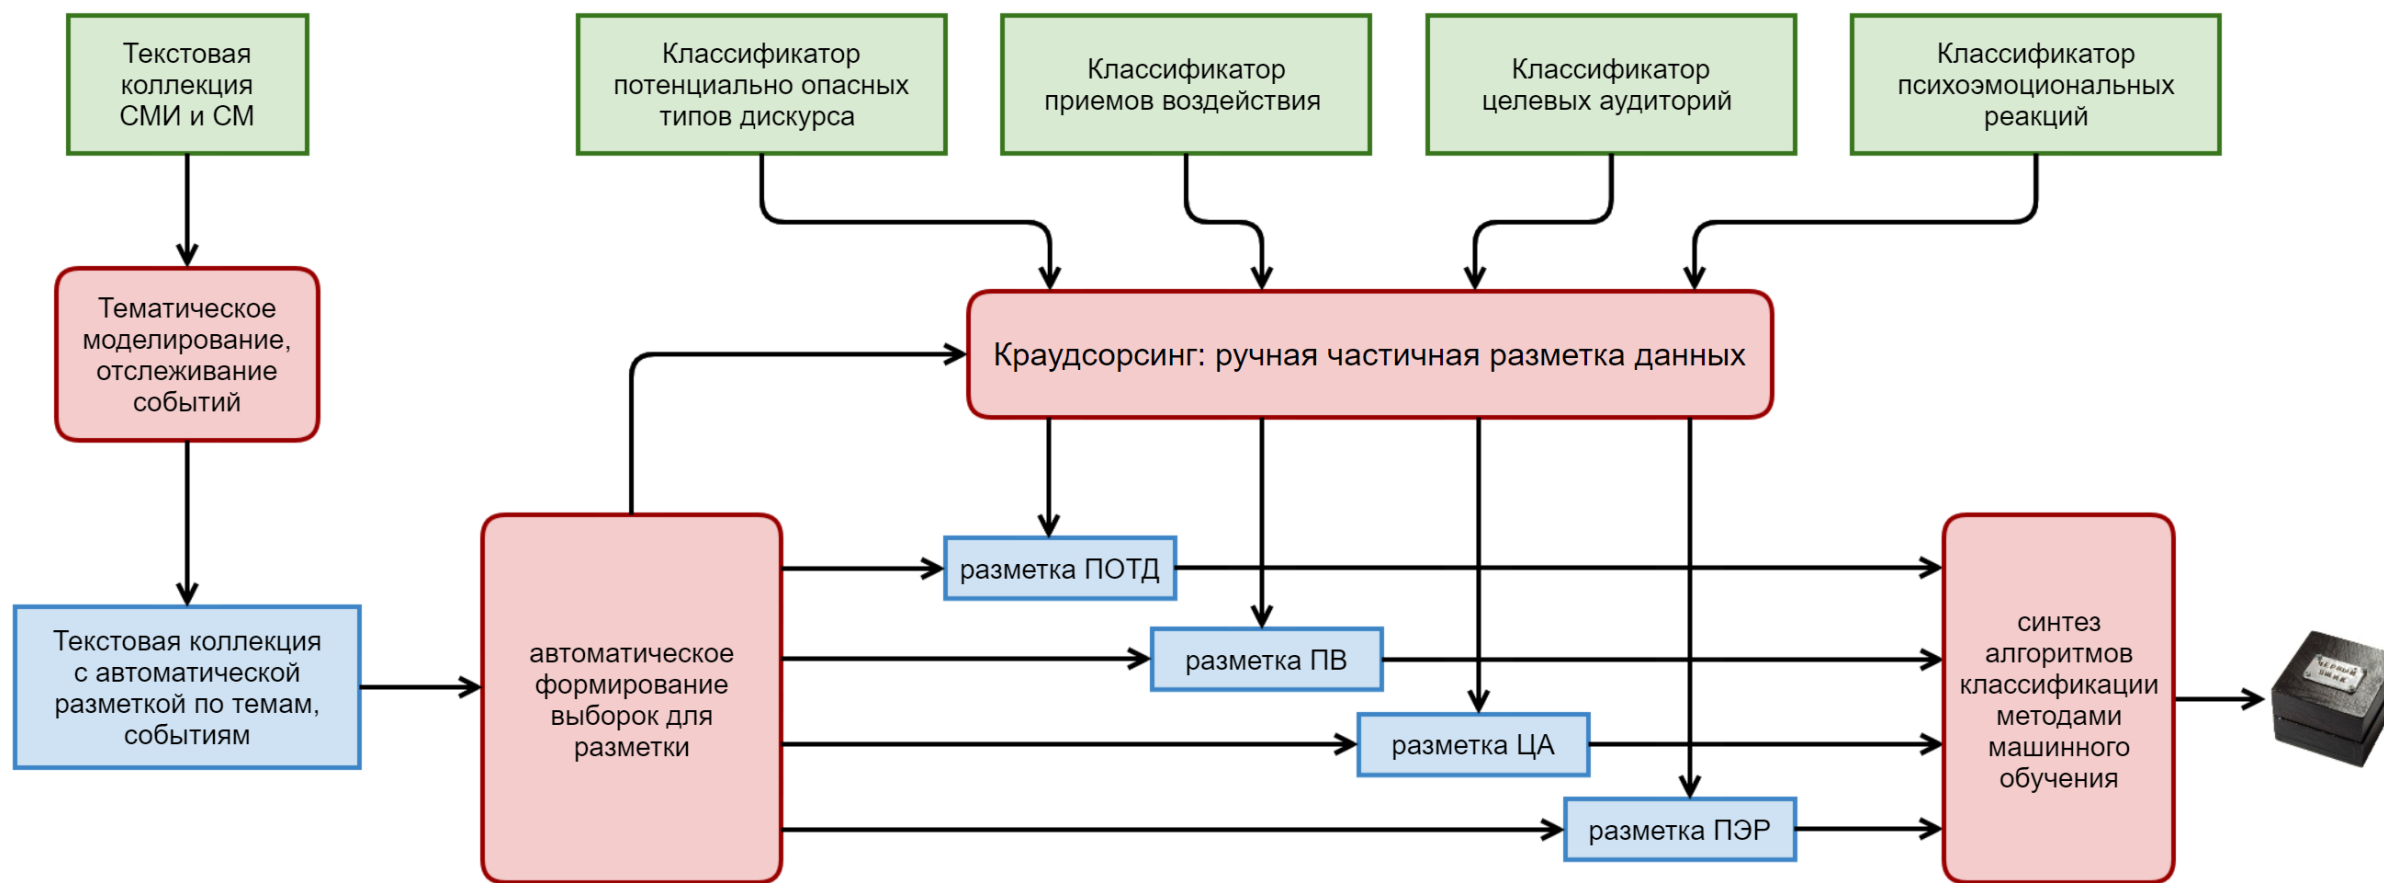 Текстовая
коллекция
СМИ и СМ
Классификатор
потенциально опасных
типов дискурса
Классификатор
приемов воздействия
Классификатор
целевых аудиторий
Классификатор
психоэмоциональных
реакций
Тематическое
моделирование,
отслеживание
событий
Краудсорсинг: ручная частичная разметка данных
Текстовая коллекция
с автоматической
разметкой по темам,
событиям
автоматическое
формирование
выборок для
разметки
разметка ПОТД
разметка ПВ
разметка ЦА
разметка ПЭР
синтез
алгоритмов
классификации
методами
машинного
обучения
ЧЕРНЫЙ
ЯЩИК